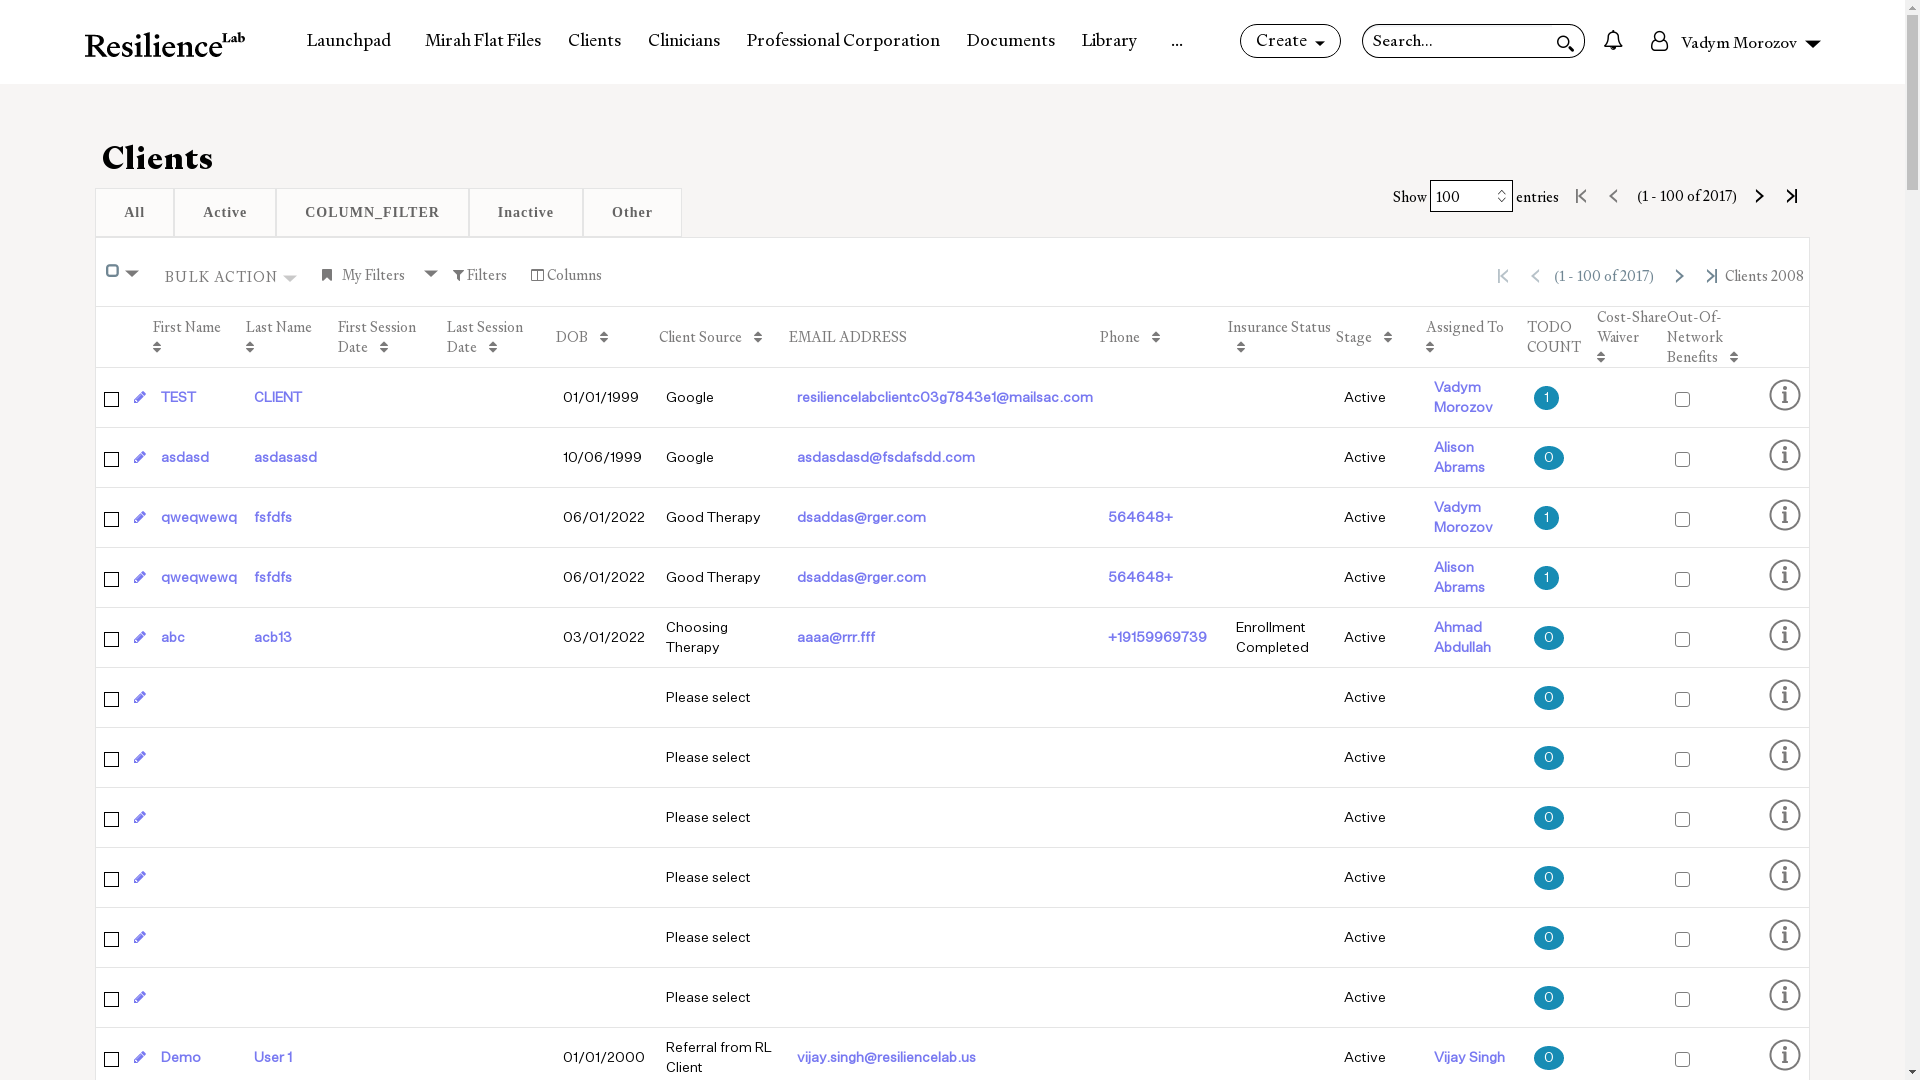 Resilience Lab Launchpad Mirah Flat Files Clients Clinicians Professional Corporation Documents Library ... Create Search... Vadym Morozov
Clients
Show 100 entries (1 - 100 of 2017)
All Active COLUMN_FILTER Inactive Other
BULK ACTION My Filters Filters Columns (1 - 100 of 2017) Clients 2008
First Name Last Name First Session Date Last Session Date DOB Client Source EMAIL ADDRESS Phone Insurance Status Stage Assigned To TODO COUNT Cost-Share Waiver Out-Of-Network Benefits
TEST CLIENT 01/01/1999 Google resiliencelabclientc03g7843e1@mailsac.com Active Vadym Morozov 1
asdasd asdasasd 10/06/1999 Google asdasdasd@fsdafsdd.com Active Alison Abrams 0
qweqwewq fsfdfs 06/01/2022 Good Therapy dsaddas@rger.com 564648+ Active Vadym Morozov 1
qweqwewq fsfdfs 06/01/2022 Good Therapy dsaddas@rger.com 564648+ Active Alison Abrams 1
abc acb13 03/01/2022 Choosing Therapy aaaa@rrr.fff +19159969739 Enrollment Completed Active Ahmad Abdullah 0
Please select Active 0
Please select Active 0
Please select Active 0
Please select Active 0
Please select Active 0
Please select Active 0
Demo User 1 01/01/2000 Referral from RL Client vijay.singh@resiliencelab.us Active Vijay Singh 0